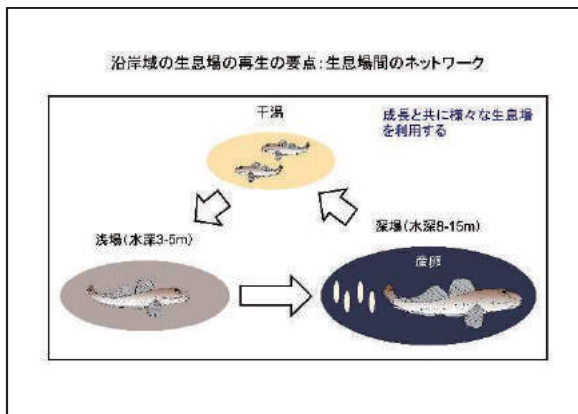 沿岸域の生息場の再生の要点:生息場間のネットワーク
干潟
成長と共に様々な生息場
を利用する
浅場(水深3-5m)
深場(水深8-15m)
産卵